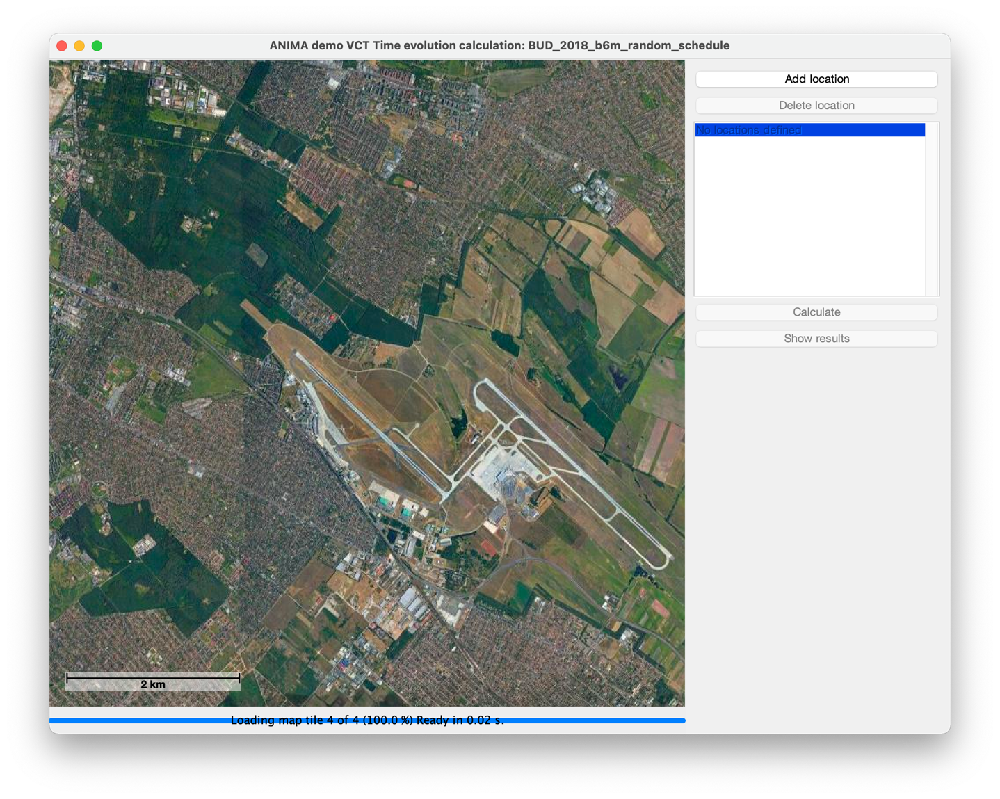 ANIMA demo VCT Time evolution calculation: BUD_2018_b6m_random_schedule
Add location
Delete location
No locations defined
Calculate
Show results
2 km
Loading map tile 4 of 4 (100.0 %) Ready in 0.02 s.